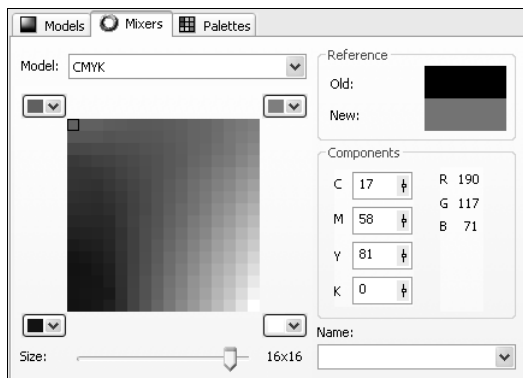 Models Mixers Palettes
Model: CMYK
Reference
Old:
New:
Components
C 17 R 190
M 58 G 117
B 71
Y 81
K 0
Name:
Size: 16x16